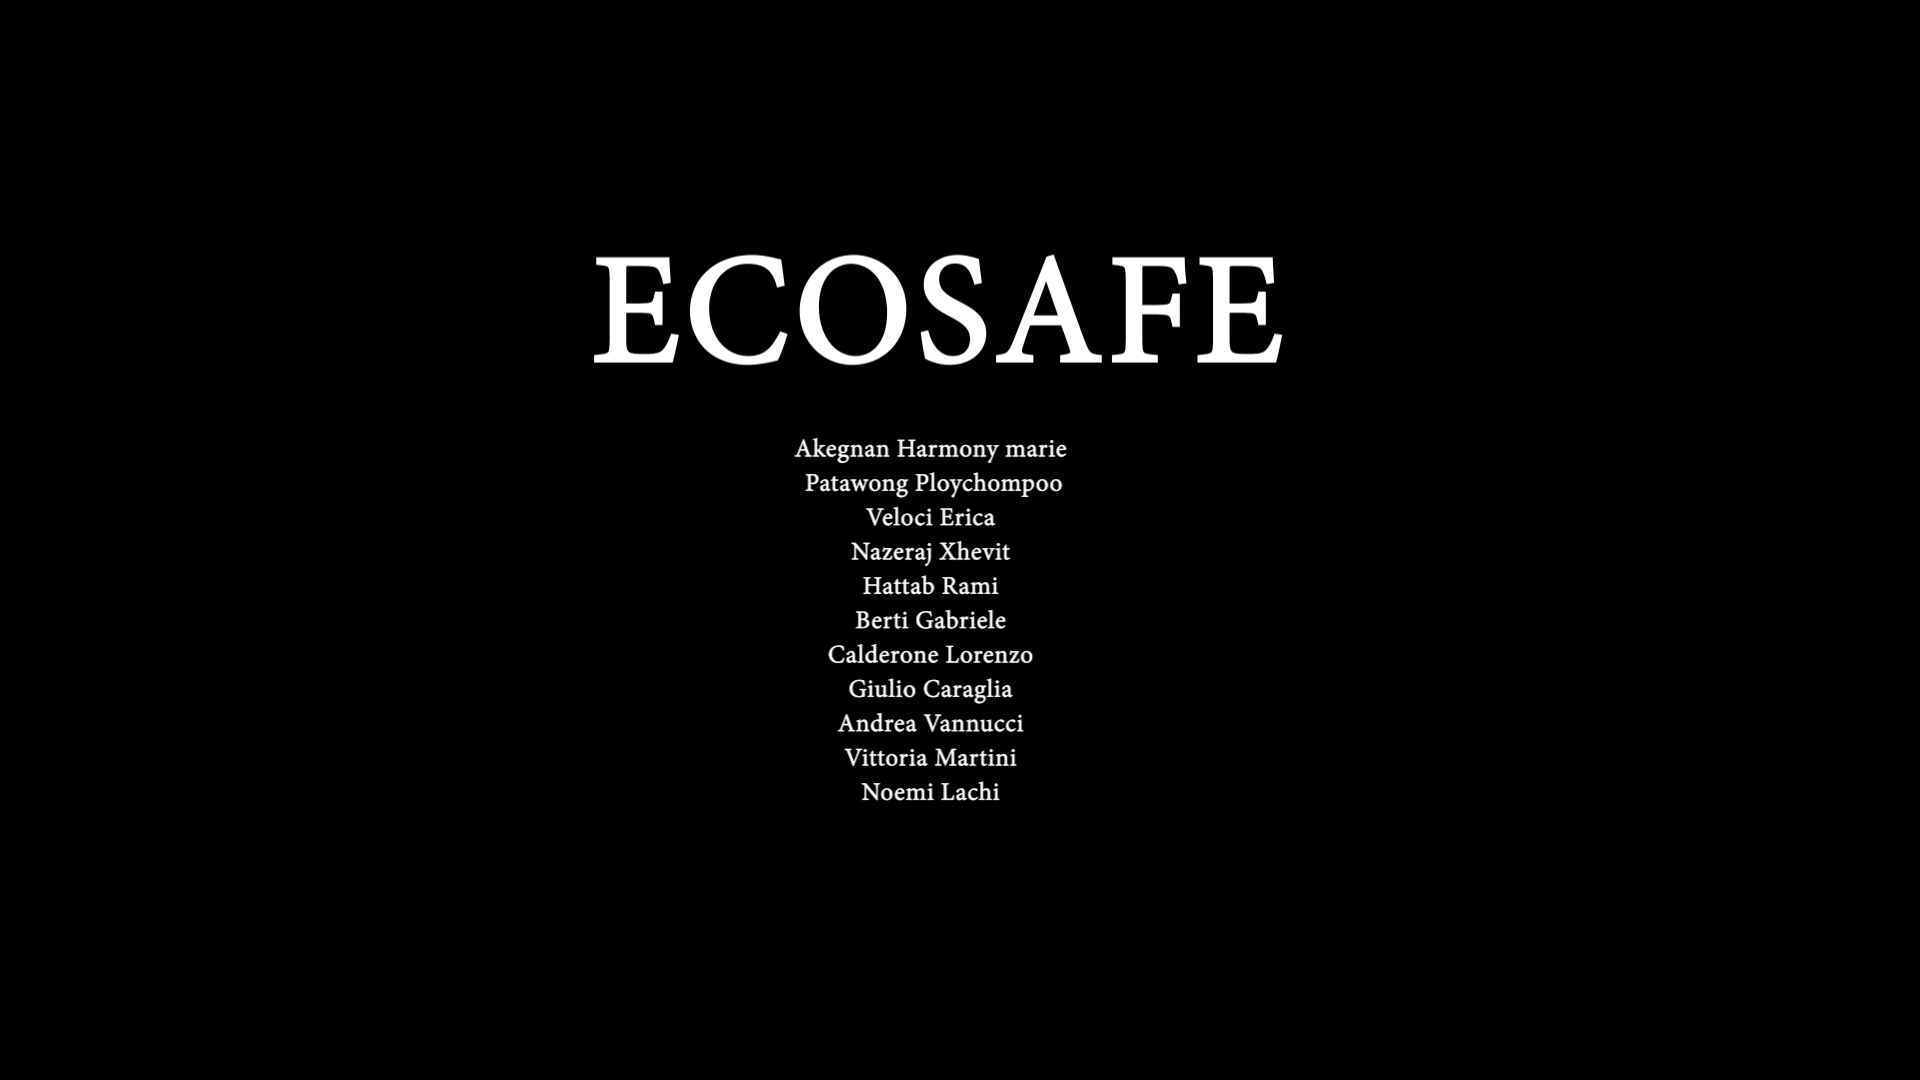 ECOSAFE
Akegnan Harmony marie
Patawong Ploychompoo
Veloci Erica
Nazeraj Xhevit
Hattab Rami
Berti Gabriele
Calderone Lorenzo
Giulio Caraglia
Andrea Vannucci
Vittoria Martini
Noemi Lachi